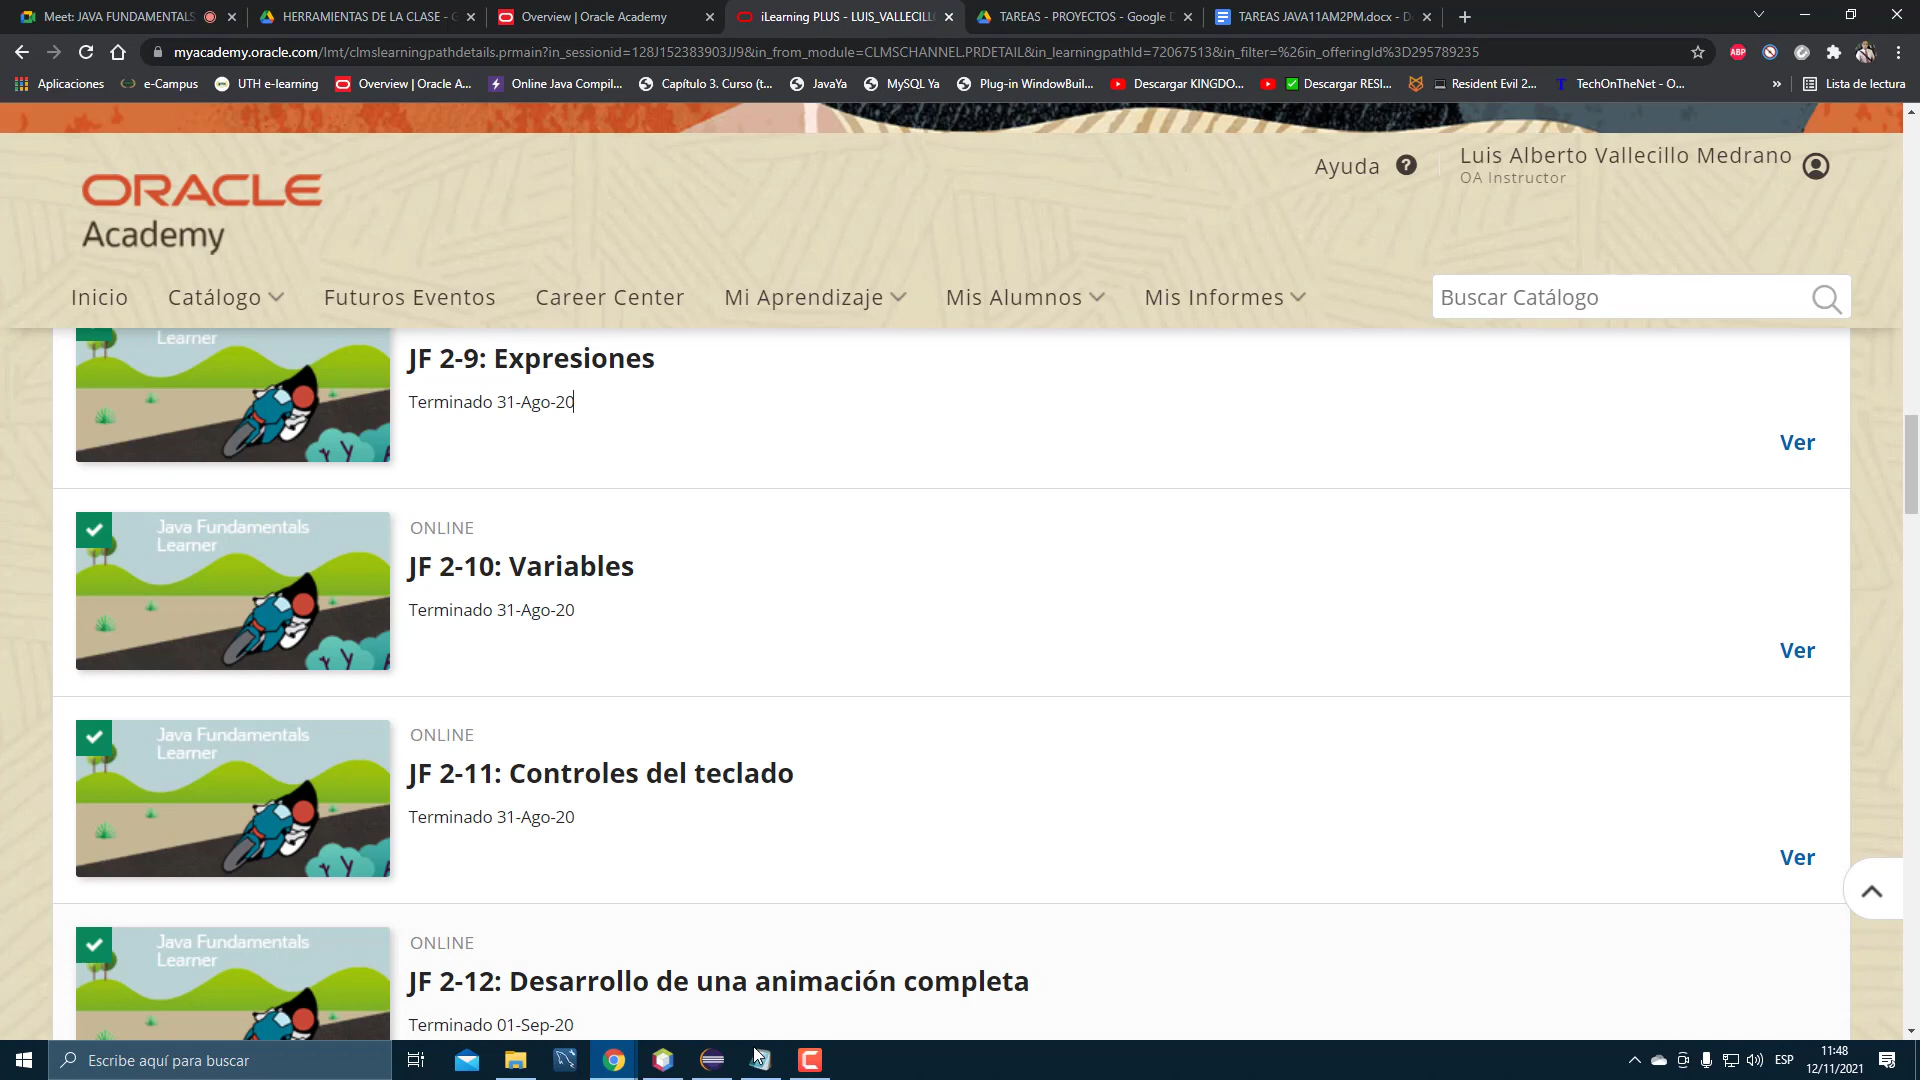 Meet: JAVA FUNDAMENTALS
HERRAMIENTAS DE LA CLASE - G
Overview | Oracle Academy
iLearning PLUS - LUIS_VALLECILL
TAREAS - PROYECTOS - Google D
TAREAS JAVA11AM2PM.docx - D
myacademy.oracle.com/lmt/clmslearningpathdetails.prmain?in_sessionid=128J152383903JJ9&in_from_module=CLMSCHANNEL.PRDETAIL&in_learningpathId=72067513&in_filter=%26in_offeringId%3D295789235
ABP
Aplicaciones
e-Campus
UTH e-learning
Overview | Oracle A...
Online Java Compil...
Capítulo 3. Curso (t...
JavaYa
MySQL Ya
Plug-in WindowBuil...
Descargar KINGDO...
Descargar RESI...
Resident Evil 2...
TechOnTheNet - O...
»
Lista de lectura
ORACLE
Academy
Ayuda ?
Luis Alberto Vallecillo Medrano
OA Instructor
Inicio
Catálogo
Futuros Eventos
Career Center
Mi Aprendizaje
Mis Alumnos
Mis Informes
Buscar Catálogo
Learner
JF 2-9: Expresiones
Terminado 31-Ago-20
Ver
Java Fundamentals
Learner
ONLINE
JF 2-10: Variables
Terminado 31-Ago-20
Ver
Java Fundamentals
Learner
ONLINE
JF 2-11: Controles del teclado
Terminado 31-Ago-20
Ver
Java Fundamentals
Learner
ONLINE
JF 2-12: Desarrollo de una animación completa
Terminado 01-Sep-20
Escribe aquí para buscar
ESP
11:48
12/11/2021